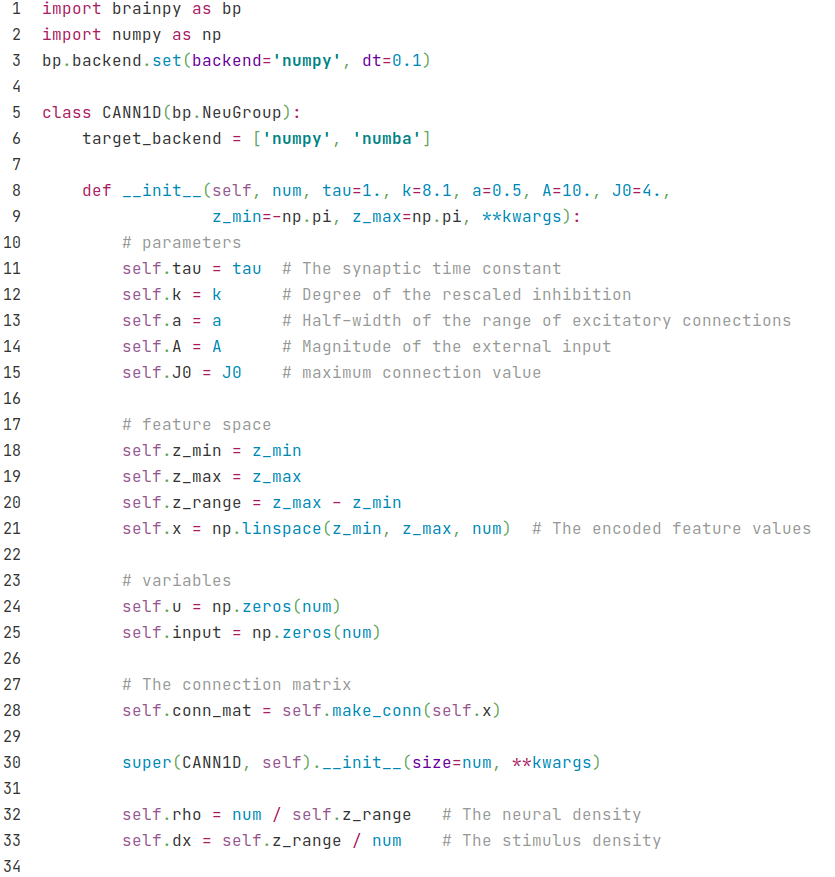 1 import brainpy as bp
2 import numpy as np
3 bp.backend.set(backend='numpy', dt=0.1)
4
5 class CANN1D(bp.NeuGroup):
6     target_backend = ['numpy', 'numba']
7
8     def __init__(self, num, tau=1., k=8.1, a=0.5, A=10., J0=4.,
9                  z_min=-np.pi, z_max=np.pi, **kwargs):
10         # parameters
11         self.tau = tau  # The synaptic time constant
12         self.k = k      # Degree of the rescaled inhibition
13         self.a = a      # Half-width of the range of excitatory connections
14         self.A = A      # Magnitude of the external input
15         self.J0 = J0    # maximum connection value
16
17         # feature space
18         self.z_min = z_min
19         self.z_max = z_max
20         self.z_range = z_max - z_min
21         self.x = np.linspace(z_min, z_max, num)  # The encoded feature values
22
23         # variables
24         self.u = np.zeros(num)
25         self.input = np.zeros(num)
26
27         # The connection matrix
28         self.conn_mat = self.make_conn(self.x)
29
30         super(CANN1D, self).__init__(size=num, **kwargs)
31
32         self.rho = num / self.z_range   # The neural density
33         self.dx = self.z_range / num    # The stimulus density
34